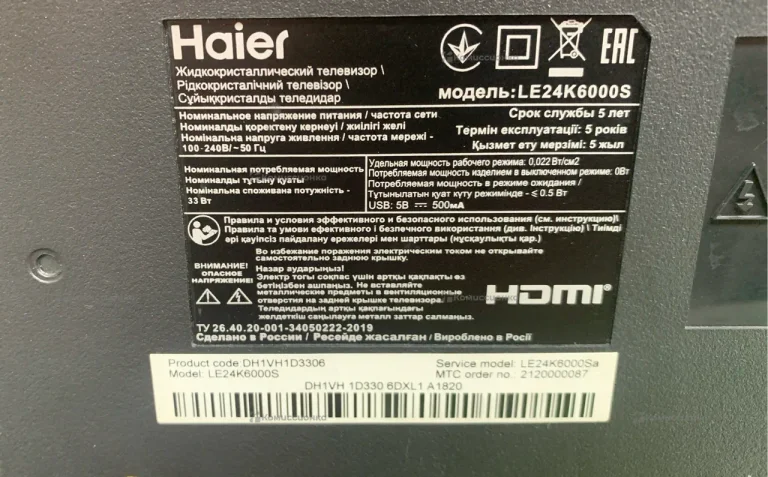 Haier
EAC
Жидкокристаллический телевизор \
Рідкокристалічний телевізор \
Сұйықкристалды теледидар
модель:LE24K6000S
Номинальное напряжение питания / частота сети
Номиналды қоректену кернеуі / жиілігі желі
Номінальна напруга живлення / частота мережі -
100-240В/~50 Гц
Срок службы 5 лет
Термін експлуатації: 5 років
Қызмет ету мерзімі: 5 жыл
Номинальная потребляемая мощность
Номиналды тұтыну қуаты
Номінальна споживана потужність -
33 Вт
Удельная мощность рабочего режима: 0,022 Вт/см2
Потребляемая мощность изделием в выключенном режиме: 0Вт
Потребляемая мощность в режиме ожидания /
Тұтынылатын қуат күту режимінде - ≤ 0.5 Вт
USB: 5В ⎓ 500мА
Правила и условия эффективного и безопасного использования (см. инструкцию)\
Правила та умови ефективного і безпечного використання (див. Інструкцію) \ Тиімді
әрі қауіпсіз пайдалану ережелері мен шарттары (нұсқаулықты қар.)
ВНИМАНИЕ!
ОПАСНОЕ
НАПРЯЖЕНИЕ!
Во избежание поражения электрическим током не открывайте
самостоятельно заднюю крышку.
Назар аударыңыз!
Электр тогы соқпас үшін артқы қақпақты өз
бетіңізбен ашпаңыз. Не вставляйте
металлические предметы в вентиляционные
отверстия на задней крышке телевизора.
Теледидардың артқы қақпағындағы
желдеткіш саңылауға металл заттар салмаңыз.
HDMI®
ТУ 26.40.20-001-34050222-2019
Сделано в России / Ресейде жасалған / Вироблено в Росії
Product code:DH1VH1D3306
Service model: LE24K6000Sa
Model: LE24K6000S
MTC order no.: 2120000087
DH1VH 1D330 6DXL1 A1820
Комиссионко